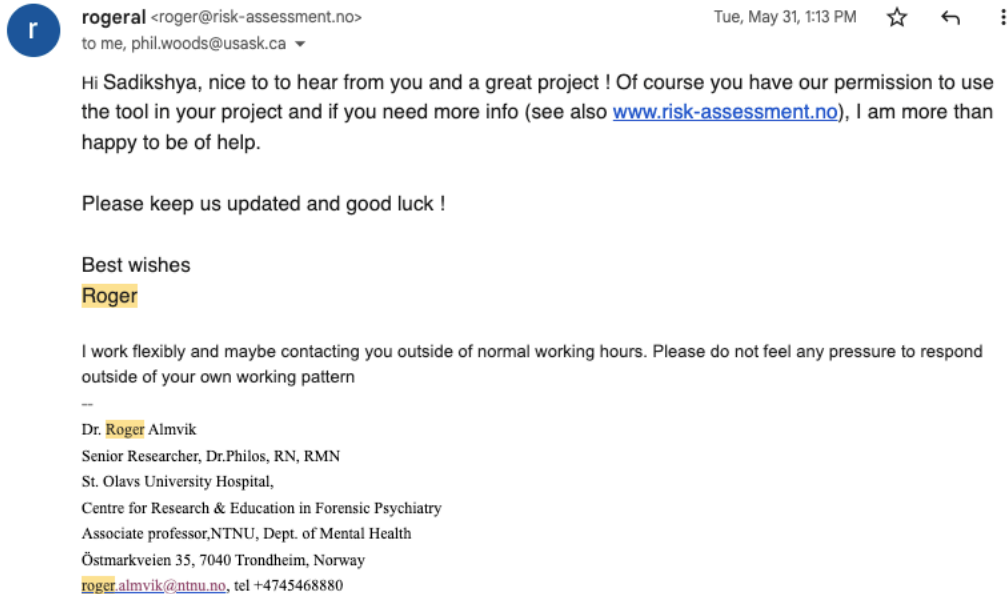 r
rogeral <roger@risk-assessment.no>
Tue, May 31, 1:13 PM
to me, phil.woods@usask.ca
Hi Sadikshya, nice to to hear from you and a great project ! Of course you have our permission to use
the tool in your project and if you need more info (see also www.risk-assessment.no), I am more than
happy to be of help.
Please keep us updated and good luck !
Best wishes
Roger
I work flexibly and maybe contacting you outside of normal working hours. Please do not feel any pressure to respond
outside of your own working pattern
--
Dr. Roger Almvik
Senior Researcher, Dr.Philos, RN, RMN
St. Olavs University Hospital,
Centre for Research & Education in Forensic Psychiatry
Associate professor,NTNU, Dept. of Mental Health
Östmarkveien 35, 7040 Trondheim, Norway
roger.almvik@ntnu.no, tel +4745468880